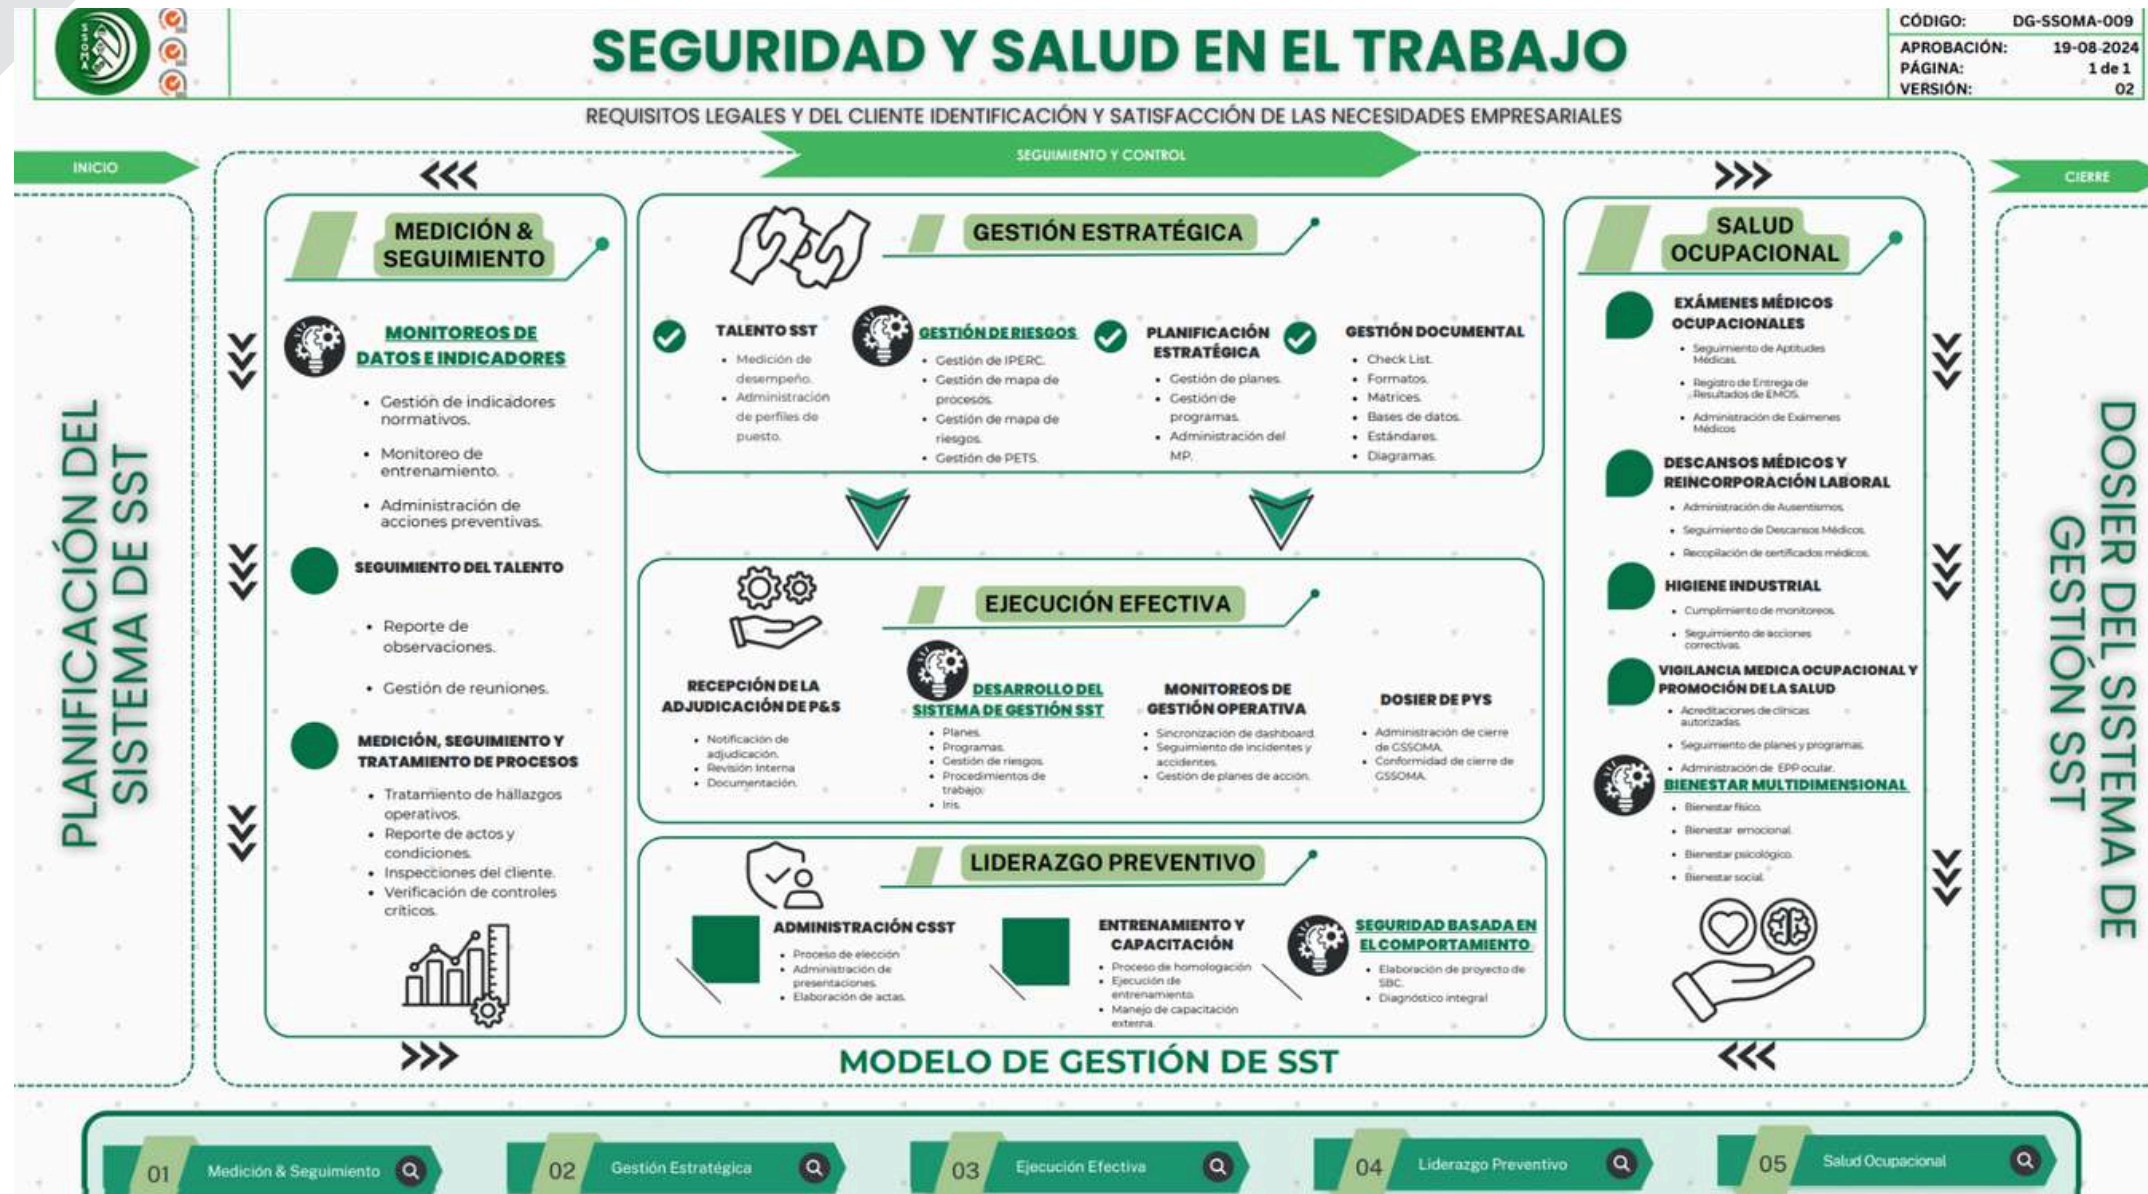 SSOMA
SEGURIDAD Y SALUD EN EL TRABAJO
CÓDIGO: DG-SSOMA-009
APROBACIÓN: 19-08-2024
PÁGINA: 1 de 1
VERSIÓN: 02
REQUISITOS LEGALES Y DEL CLIENTE IDENTIFICACIÓN Y SATISFACCIÓN DE LAS NECESIDADES EMPRESARIALES
INICIO
SEGUIMIENTO Y CONTROL
CIERRE
PLANIFICACIÓN DEL
SISTEMA DE SST
MEDICIÓN &
SEGUIMIENTO
MONITOREOS DE
DATOS E INDICADORES
• Gestión de indicadores
normativos.
• Monitoreo de
entrenamiento.
• Administración de
acciones preventivas.
SEGUIMIENTO DEL TALENTO
• Reporte de
observaciones.
• Gestión de reuniones.
MEDICIÓN, SEGUIMIENTO Y
TRATAMIENTO DE PROCESOS
• Tratamiento de hallazgos
operativos.
• Reporte de actos y
condiciones.
• Inspecciones del cliente.
• Verificación de controles
críticos.
GESTIÓN ESTRATÉGICA
TALENTO SST
• Medición de
desempeño.
• Administración
de perfiles de
puesto.
GESTIÓN DE RIESGOS
• Gestión de IPERC.
• Gestión de mapa de
procesos.
• Gestión de mapa de
riesgos.
• Gestión de PETS.
PLANIFICACIÓN
ESTRATÉGICA
• Gestión de planes.
• Gestión de
programas.
• Administración del
MP.
GESTIÓN DOCUMENTAL
• Check List.
• Formatos.
• Matrices.
• Bases de datos.
• Estándares.
• Diagramas.
EJECUCIÓN EFECTIVA
RECEPCIÓN DE LA
ADJUDICACIÓN DE P&S
• Notificación de
adjudicación.
• Revisión Interna
• Documentación.
DESARROLLO DEL
SISTEMA DE GESTIÓN SST
• Planes.
• Programas.
• Gestión de riesgos.
• Procedimientos de
trabajo.
• Iris.
MONITOREOS DE
GESTIÓN OPERATIVA
• Sincronización de dashboard.
• Seguimiento de incidentes y
accidentes.
• Gestión de planes de acción.
DOSIER DE PYS
• Administración de cierre
de GSSOMA.
• Conformidad de cierre de
GSSOMA.
LIDERAZGO PREVENTIVO
ADMINISTRACIÓN CSST
• Proceso de elección
• Administración de
presentaciones.
• Elaboración de actas.
ENTRENAMIENTO Y
CAPACITACIÓN
• Proceso de homologación
• Ejecución de
entrenamiento.
• Manejo de capacitación
externa.
SEGURIDAD BASADA EN
EL COMPORTAMIENTO
• Elaboración de proyecto de
SBC.
• Diagnóstico integral
SALUD
OCUPACIONAL
EXÁMENES MÉDICOS
OCUPACIONALES
• Seguimiento de Aptitudes
Médicas.
• Registro de Entrega de
Resultados de EMOS.
• Administración de Exámenes
Médicos
DESCANSOS MÉDICOS Y
REINCORPORACIÓN LABORAL
• Administración de Ausentismos.
• Seguimiento de Descansos Médicos.
• Recopilación de certificados médicos.
HIGIENE INDUSTRIAL
• Cumplimiento de monitoreos.
• Seguimiento de acciones
correctivas.
VIGILANCIA MEDICA OCUPACIONAL Y
PROMOCIÓN DE LA SALUD
• Acreditaciones de clínicas
autorizadas.
• Seguimiento de planes y programas.
• Administración de EPP ocular.
BIENESTAR MULTIDIMENSIONAL
• Bienestar físico.
• Bienestar emocional.
• Bienestar psicológico.
• Bienestar social.
DOSIER DEL SISTEMA DE
GESTIÓN SST
MODELO DE GESTIÓN DE SST
01 Medición & Seguimiento
02 Gestión Estratégica
03 Ejecución Efectiva
04 Liderazgo Preventivo
05 Salud Ocupacional